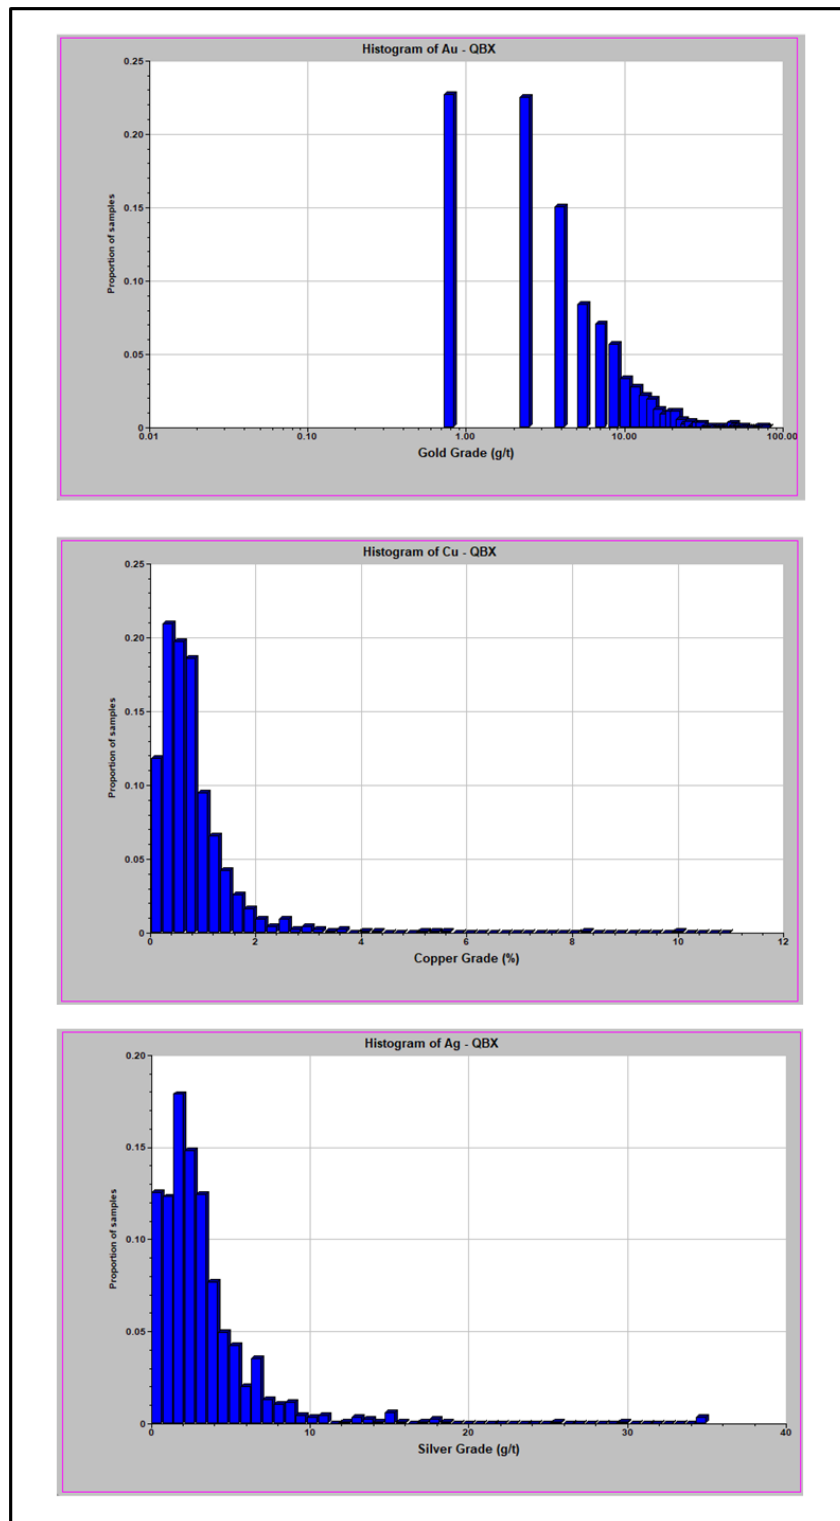 Histogram of Au - QBX
0.25
0.20
0.15
0.10
0.05
0
Proportion of samples
0.01 0.10 1.00 10.00 100.00
Gold Grade (g/t)
Histogram of Cu - QBX
0.25
0.20
0.15
0.10
0.05
0
Proportion of samples
0 2 4 6 8 10 12
Copper Grade (%)
Histogram of Ag - QBX
0.20
0.15
0.10
0.05
0
Proportion of samples
0 10 20 30 40
Silver Grade (g/t)